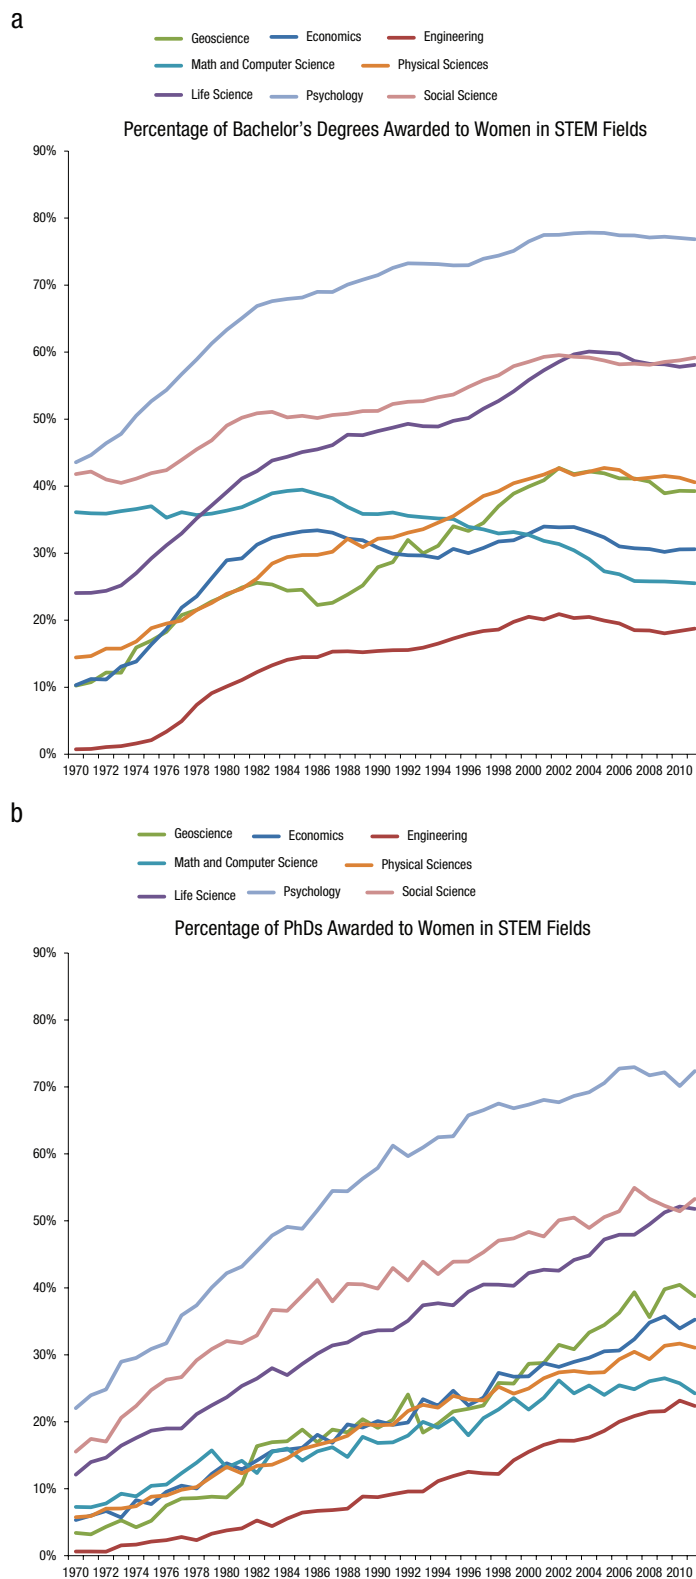 a
Geoscience Economics Engineering
Math and Computer Science Physical Sciences
Life Science Psychology Social Science
Percentage of Bachelor's Degrees Awarded to Women in STEM Fields
90%
80%
70%
60%
50%
40%
30%
20%
10%
0%
1970 1972 1974 1976 1978 1980 1982 1984 1986 1988 1990 1992 1994 1996 1998 2000 2002 2004 2006 2008 2010
b
Geoscience Economics Engineering
Math and Computer Science Physical Sciences
Life Science Psychology Social Science
Percentage of PhDs Awarded to Women in STEM Fields
90%
80%
70%
60%
50%
40%
30%
20%
10%
0%
1970 1972 1974 1976 1978 1980 1982 1984 1986 1988 1990 1992 1994 1996 1998 2000 2002 2004 2006 2008 2010